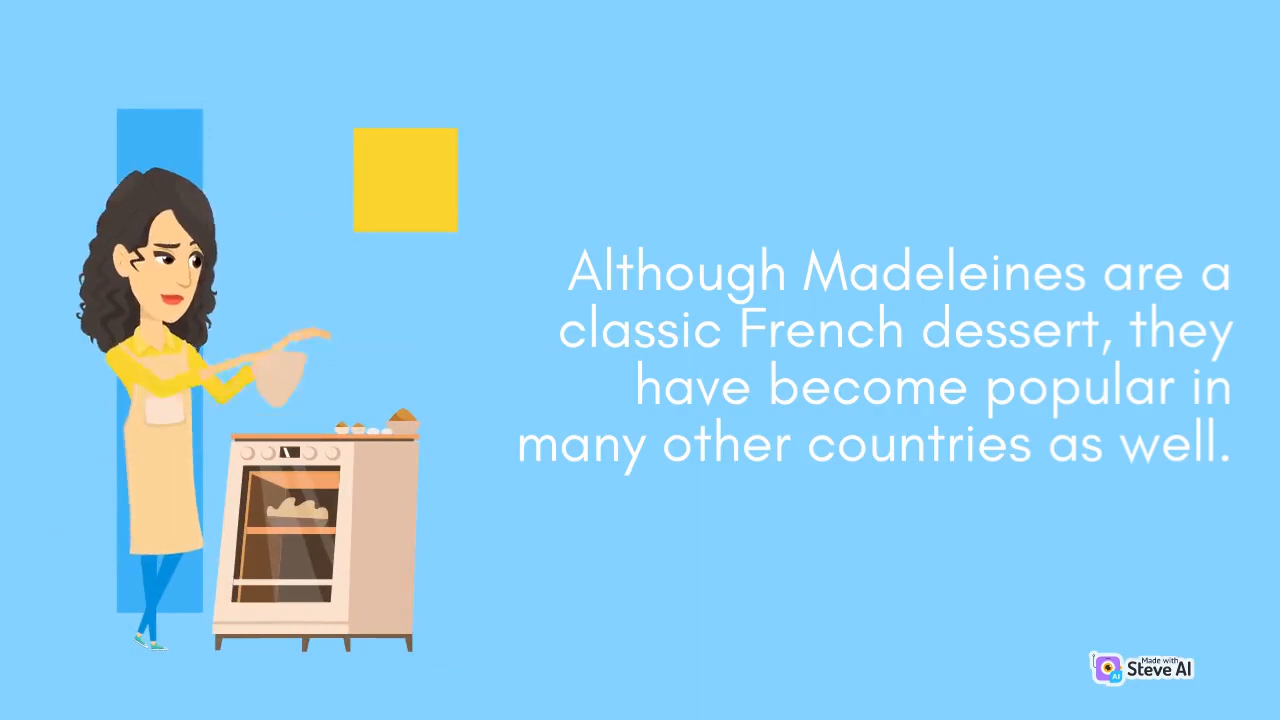 Although Madeleines are a
classic French dessert, they
have become popular in
many other countries as well.
Made with
Steve AI
AI